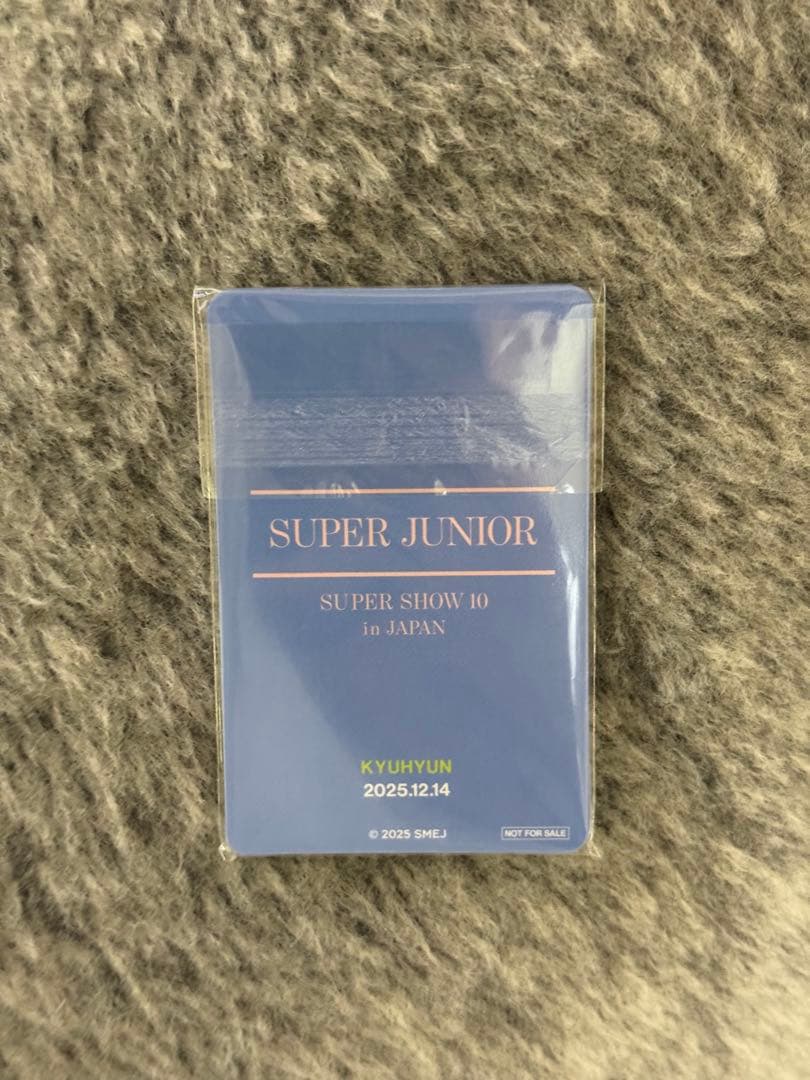 SUPER JUNIOR
SUPER SHOW 10
in JAPAN
KYUHYUN
2025.12.14
© 2025 SMEJ
NOT FOR SALE